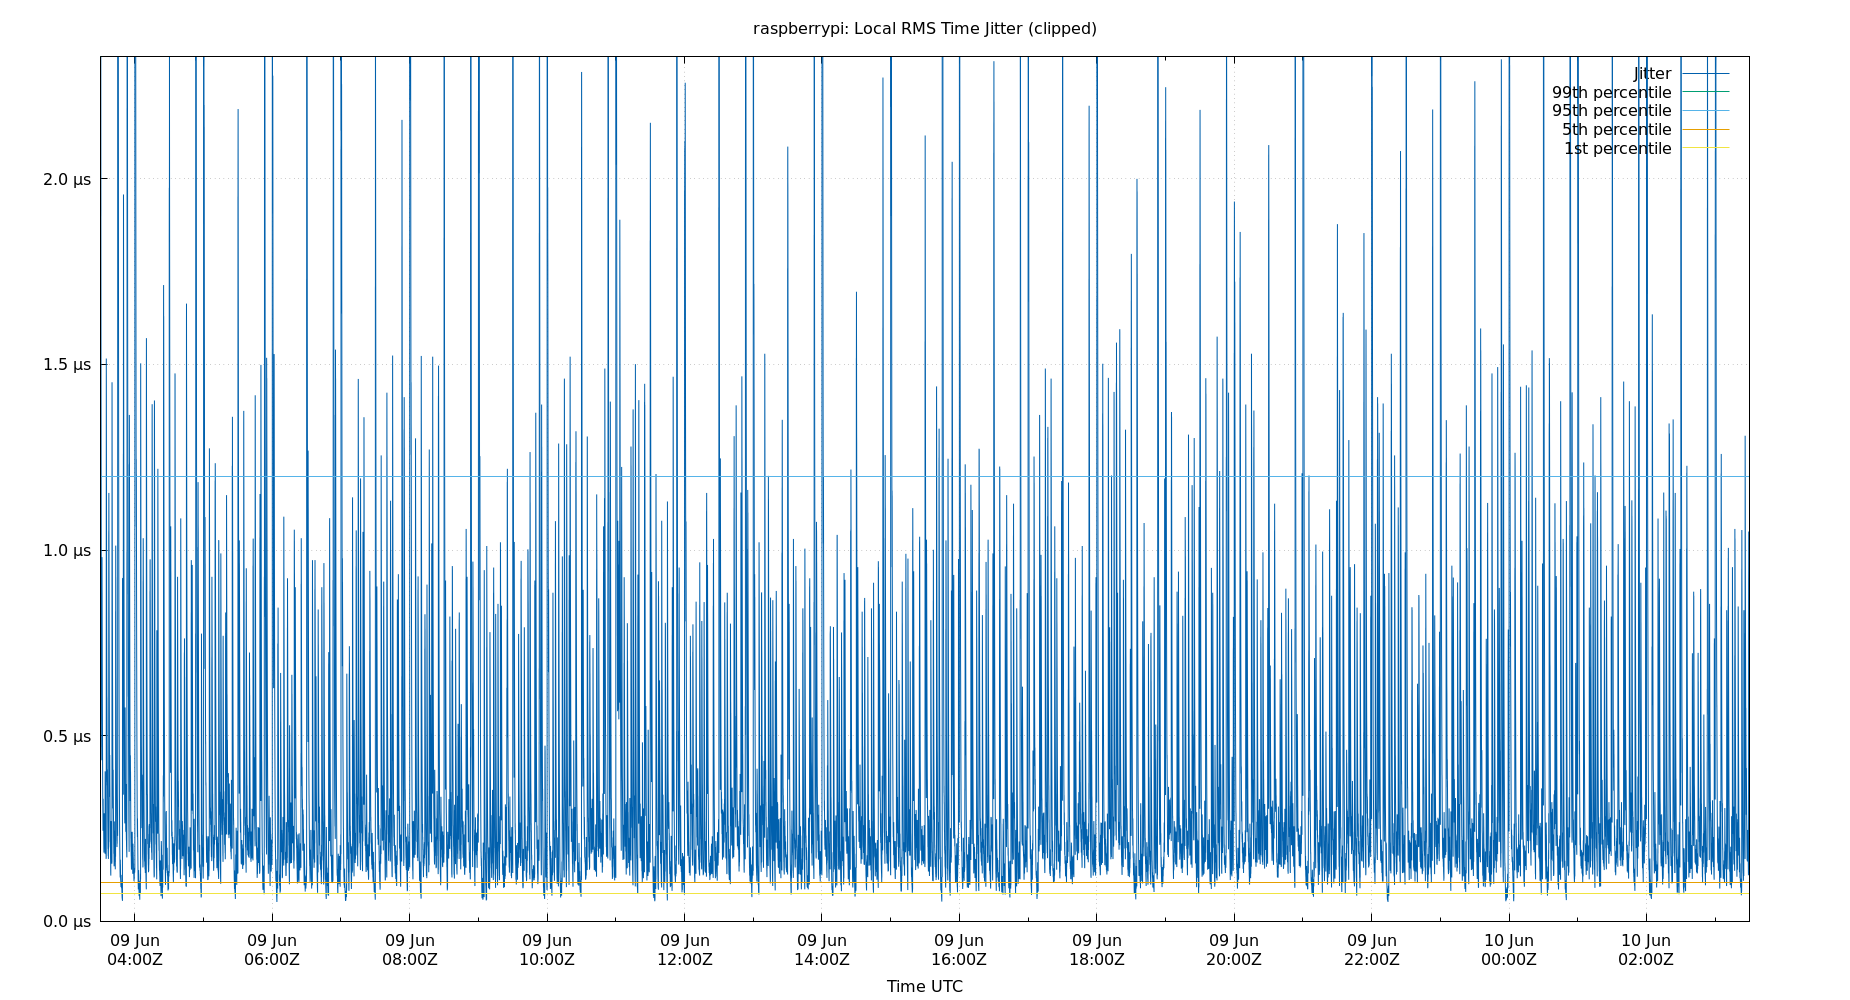 raspberrypi: Local RMS Time Jitter (clipped)
Jitter
99th percentile
95th percentile
5th percentile
1st percentile
2.0 µs
1.5 µs
1.0 µs
0.5 µs
0.0 µs
09 Jun 09 Jun 09 Jun 09 Jun 09 Jun 09 Jun 09 Jun 09 Jun 09 Jun 09 Jun 10 Jun 10 Jun
04:00Z 06:00Z 08:00Z 10:00Z 12:00Z 14:00Z 16:00Z 18:00Z 20:00Z 22:00Z 00:00Z 02:00Z
Time UTC